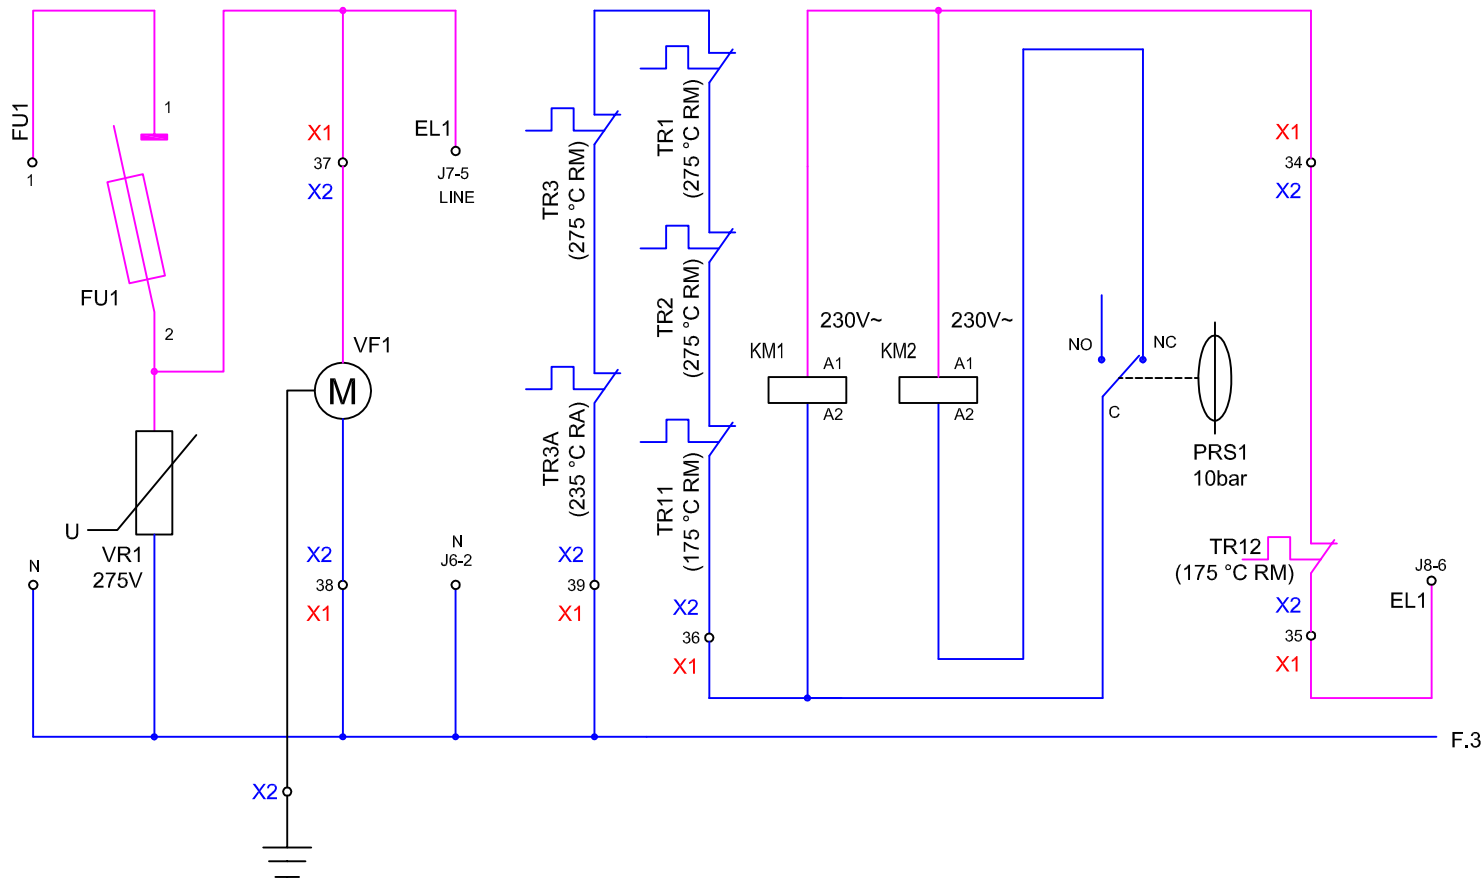 FU1
1
1
FU1
2
X1
37
X2
EL1
J7-5
LINE
VF1
M
U
VR1
275V
N
X2
38
X1
N
J6-2
X2
TR3
(275 °C RM)
TR3A
(235 °C RA)
X2
39
X1
TR1
(275 °C RM)
TR2
(275 °C RM)
TR11
(175 °C RM)
X2
36
X1
230V~
KM1
A1
A2
230V~
KM2
A1
A2
NO
NC
C
PRS1
10bar
X1
34
X2
TR12
(175 °C RM)
X2
35
X1
J8-6
EL1
F.3